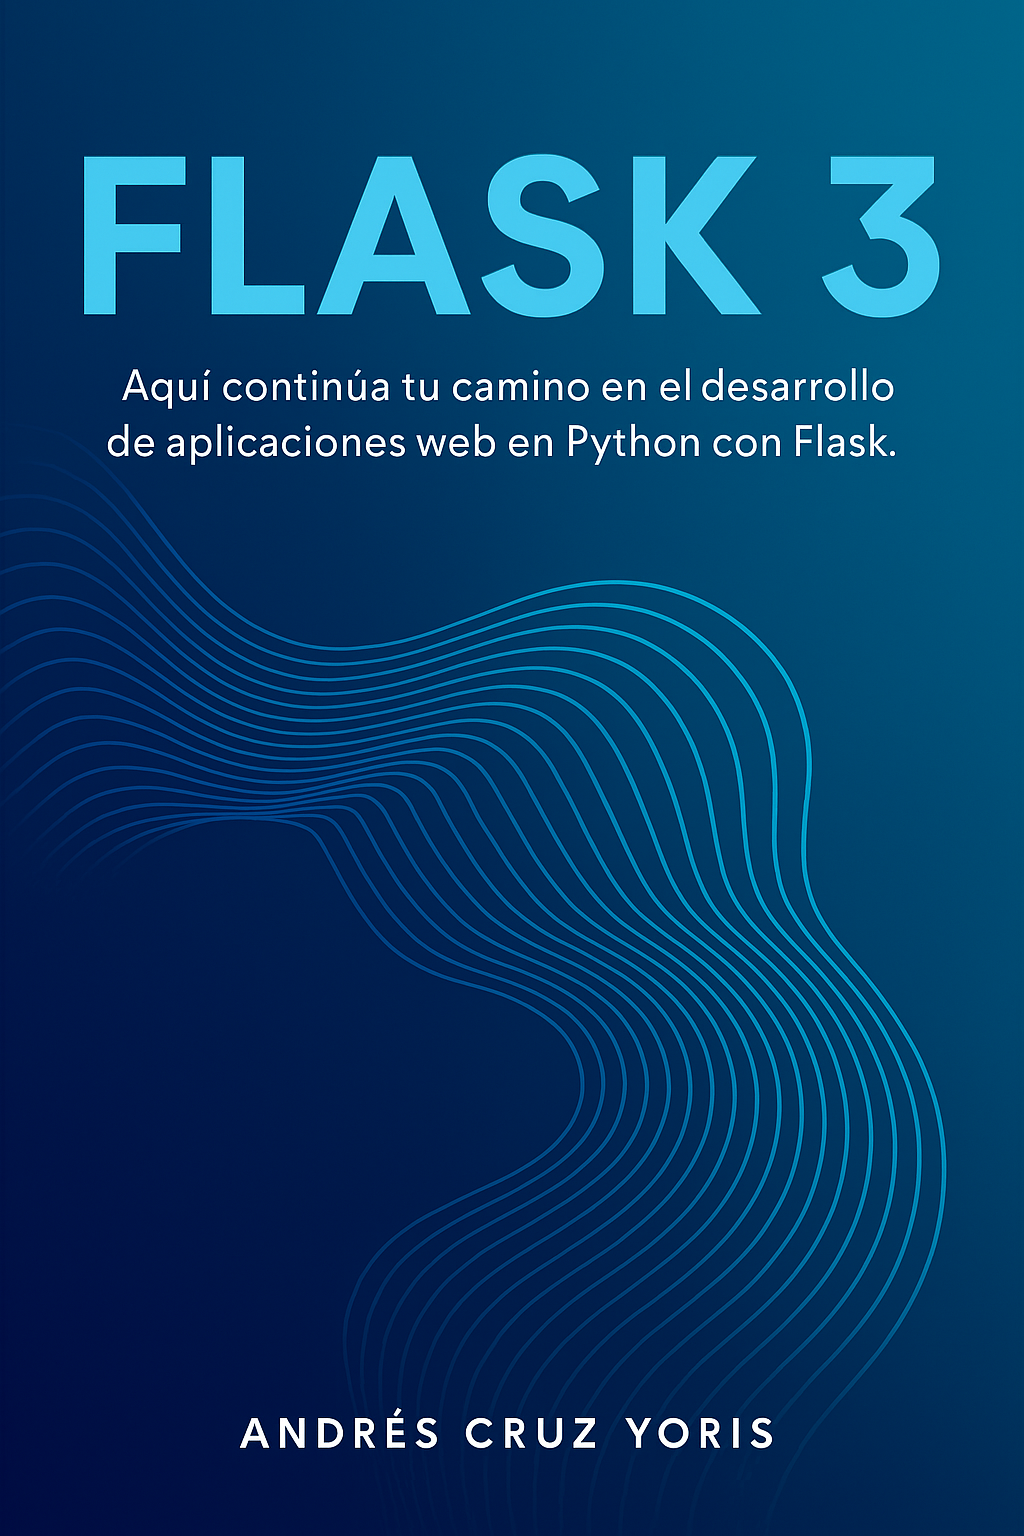 FLASK 3
Aquí continúa tu camino en el desarrollo
de aplicaciones web en Python con Flask.
ANDRÉS CRUZ YORIS